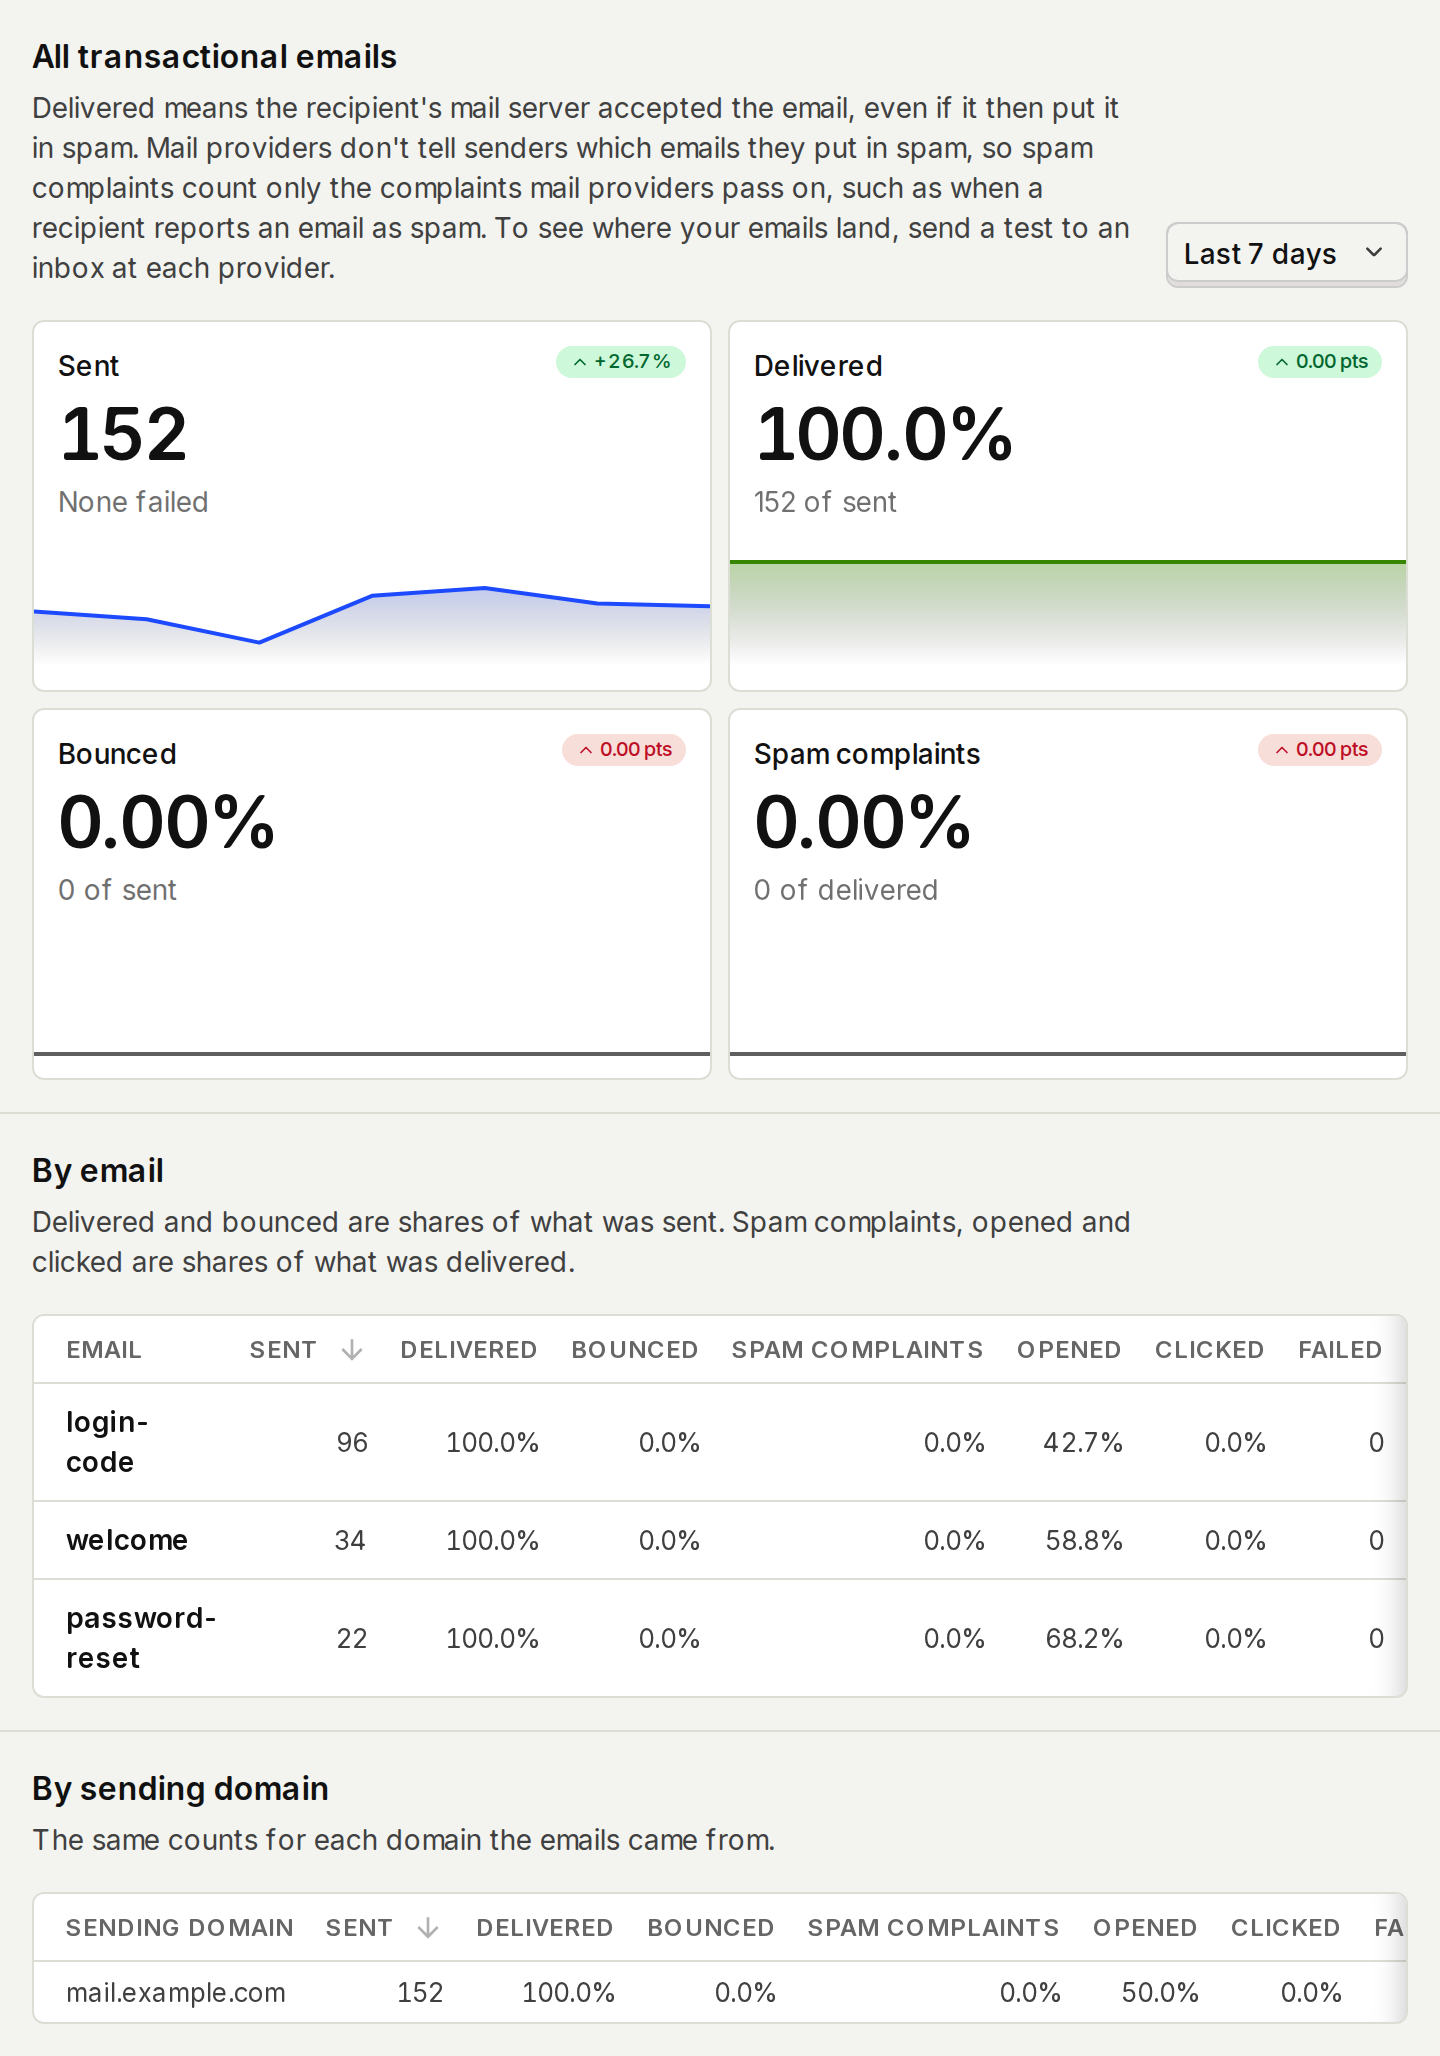 All transactional emails
Delivered means the recipient's mail server accepted the email, even if it then put it
in spam. Mail providers don't tell senders which emails they put in spam, so spam
complaints count only the complaints mail providers pass on, such as when a
recipient reports an email as spam. To see where your emails land, send a test to an
inbox at each provider.
Last 7 days
Sent
+26.7%
152
None failed
Delivered
0.00 pts
100.0%
152 of sent
Bounced
0.00 pts
0.00%
0 of sent
Spam complaints
0.00 pts
0.00%
0 of delivered
By email
Delivered and bounced are shares of what was sent. Spam complaints, opened and
clicked are shares of what was delivered.
EMAIL SENT DELIVERED BOUNCED SPAM COMPLAINTS OPENED CLICKED FAILED
login-
code
96 100.0% 0.0% 0.0% 42.7% 0.0% 0
welcome 34 100.0% 0.0% 0.0% 58.8% 0.0% 0
password-
reset
22 100.0% 0.0% 0.0% 68.2% 0.0% 0
By sending domain
The same counts for each domain the emails came from.
SENDING DOMAIN SENT DELIVERED BOUNCED SPAM COMPLAINTS OPENED CLICKED FA
mail.example.com 152 100.0% 0.0% 0.0% 50.0% 0.0%